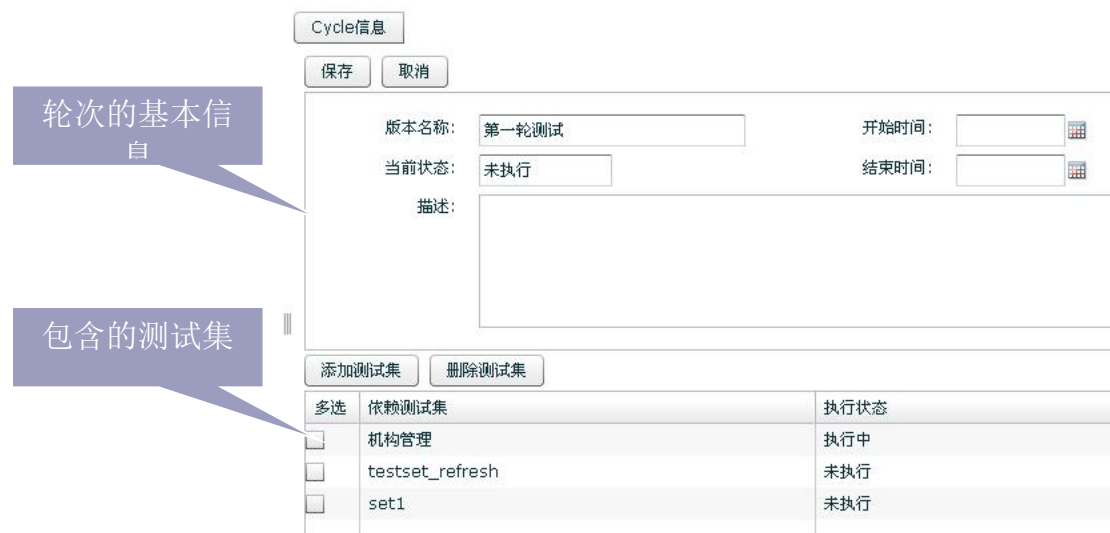 Cycle信息
保存 取消
轮次的基本信
自
版本名称: 第一轮测试 开始时间:
当前状态: 未执行 结束时间:
描述:
包含的测试集
添加测试集 删除测试集
多选 依赖测试集 执行状态
机构管理 执行中
testset_refresh 未执行
set1 未执行